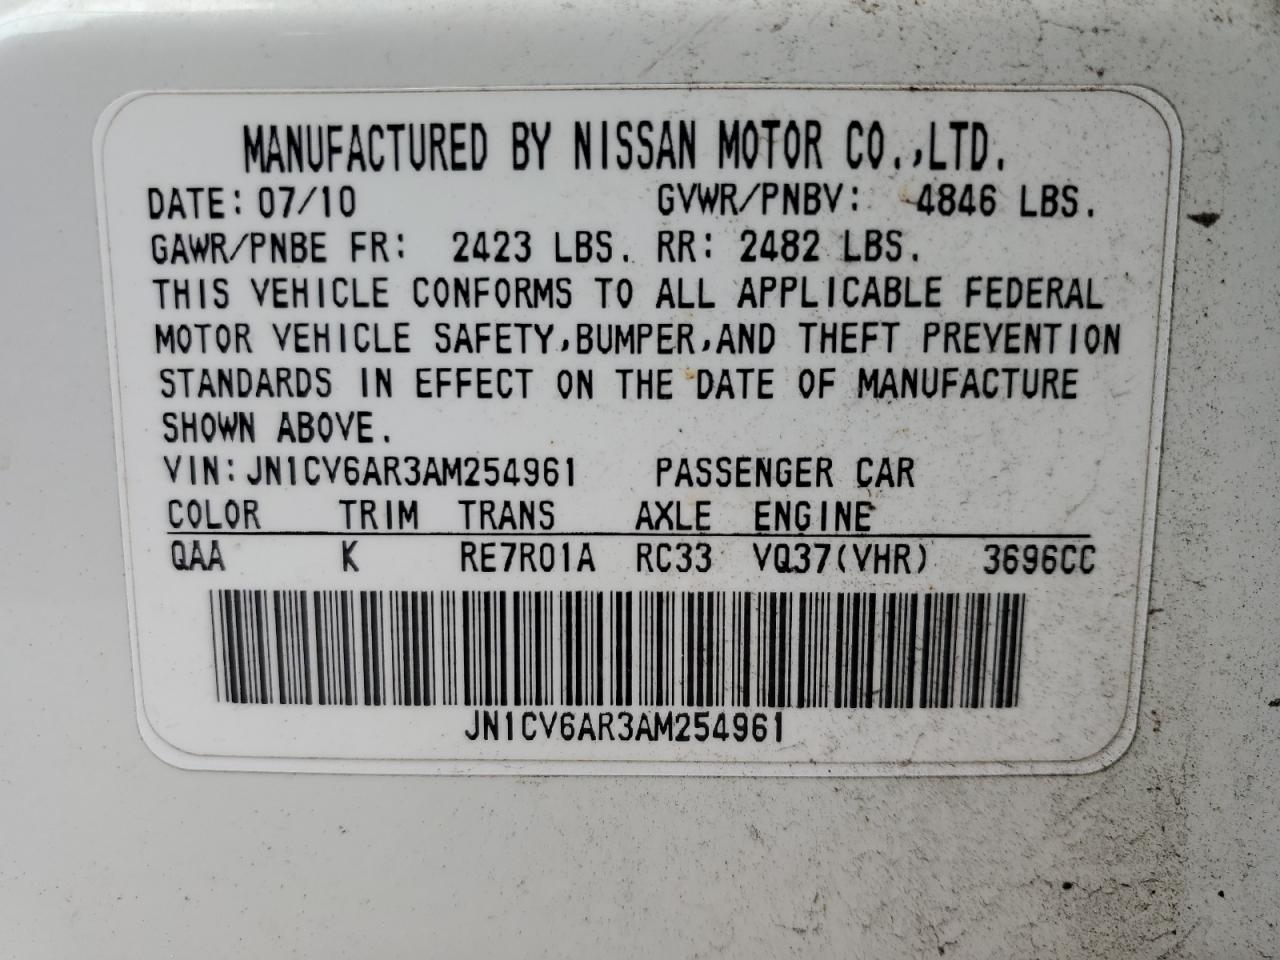 MANUFACTURED BY NISSAN MOTOR CO.,LTD.
DATE: 07/10 GVWR/PNBV: 4846 LBS.
GAWR/PNBE FR: 2423 LBS. RR: 2482 LBS.
THIS VEHICLE CONFORMS TO ALL APPLICABLE FEDERAL
MOTOR VEHICLE SAFETY,BUMPER,AND THEFT PREVENTION
STANDARDS IN EFFECT ON THE DATE OF MANUFACTURE
SHOWN ABOVE.
VIN:JN1CV6AR3AM254961 PASSENGER CAR
COLOR TRIM TRANS AXLE ENGINE
QAA K RE7R01A RC33 VQ37(VHR) 3696CC
JN1CV6AR3AM254961